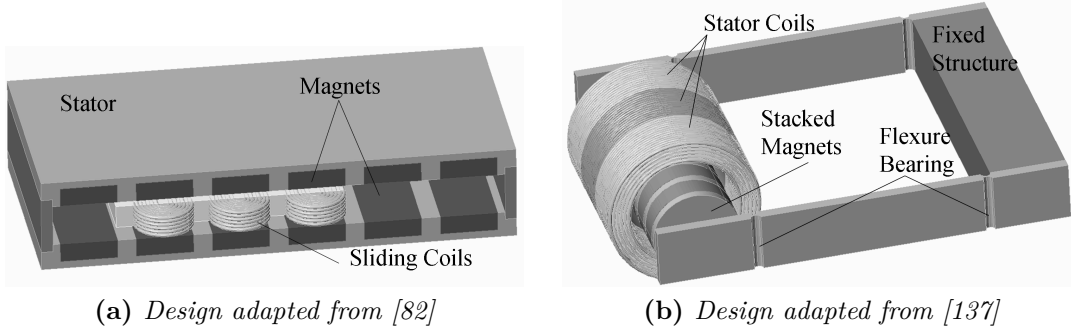 Stator
Magnets
Sliding Coils
(a) Design adapted from [82]
Stator Coils
Fixed
Structure
Stacked
Magnets
Flexure
Bearing
(b) Design adapted from [137]